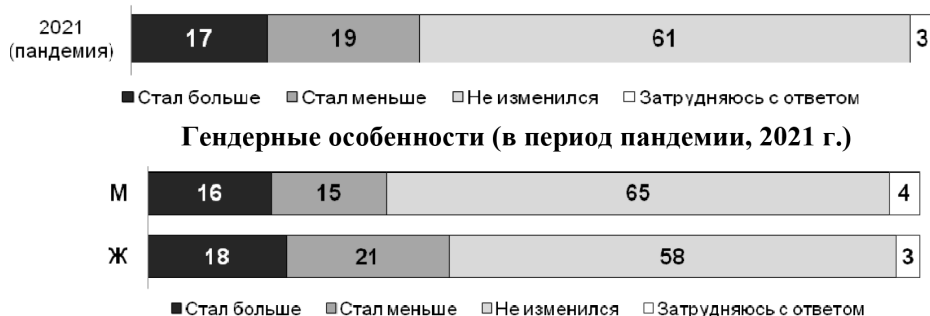 2021
(пандемия)
17 19 61 3
Стал больше Стал меньше Не изменился Затрудняюсь с ответом
Гендерные особенности (в период пандемии, 2021 г.)
М 16 15 65 4
Ж 18 21 58 3
Стал больше Стал меньше Не изменился Затрудняюсь с ответом